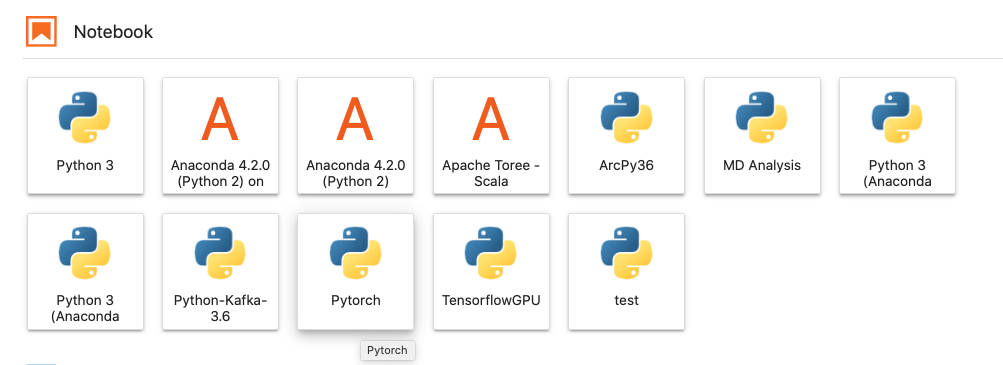 Notebook
Python 3
Anaconda 4.2.0
(Python 2) on
Anaconda 4.2.0
(Python 2)
Apache Toree -
Scala
ArcPy36
MD Analysis
Python 3
(Anaconda
Python 3
(Anaconda
Python-Kafka-
3.6
Pytorch
TensorflowGPU
test
Pytorch